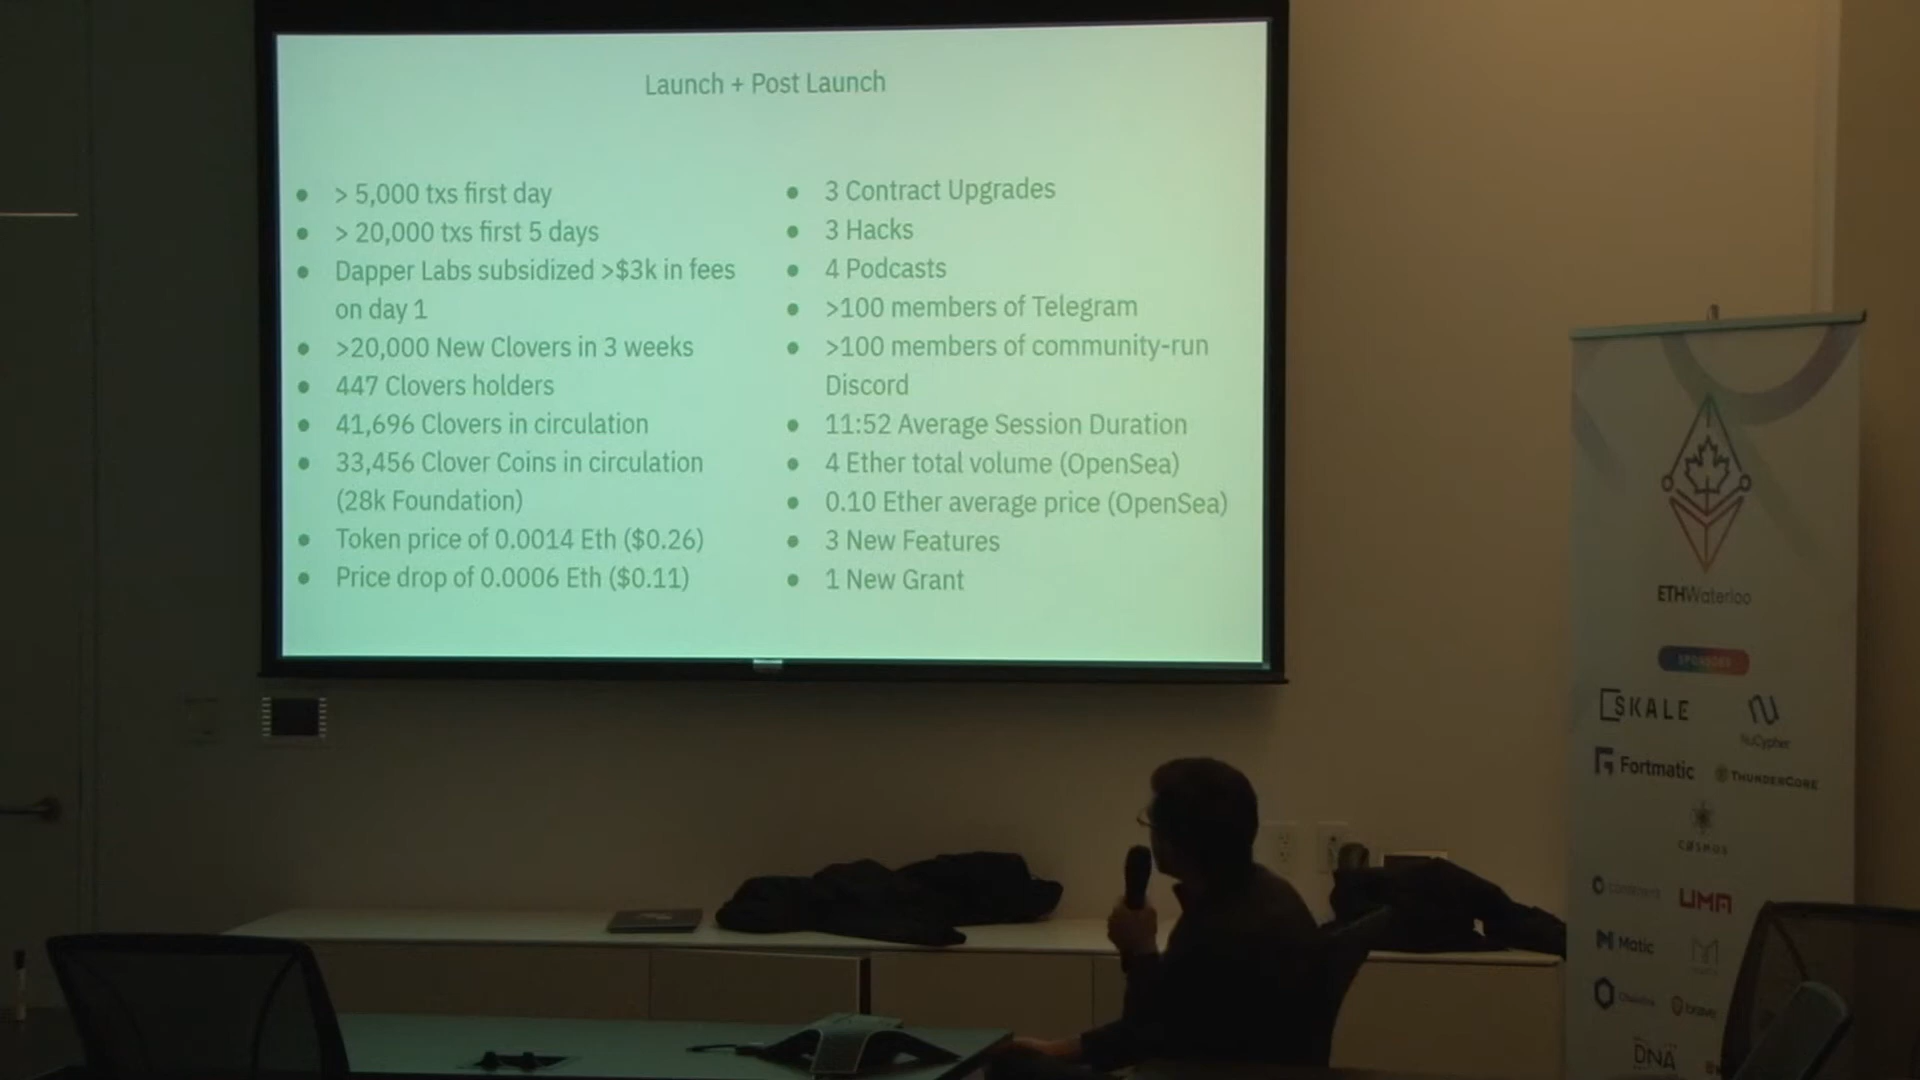 Launch + Post Launch
> 5,000 txs first day
> 20,000 txs first 5 days
Dapper Labs subsidized >$3k in fees
on day 1
>20,000 New Clovers in 3 weeks
447 Clovers holders
41,696 Clovers in circulation
33,456 Clover Coins in circulation
(28k Foundation)
Token price of 0.0014 Eth ($0.26)
Price drop of 0.0006 Eth ($0.11)
3 Contract Upgrades
3 Hacks
4 Podcasts
>100 members of Telegram
>100 members of community-run
Discord
11:52 Average Session Duration
4 Ether total volume (OpenSea)
0.10 Ether average price (OpenSea)
3 New Features
1 New Grant
ETHWaterloo
SPONSORS
SKALE
NuCypher
Fortmatic
THUNDERCORE
COSMOS
UMA
Matic
DNA